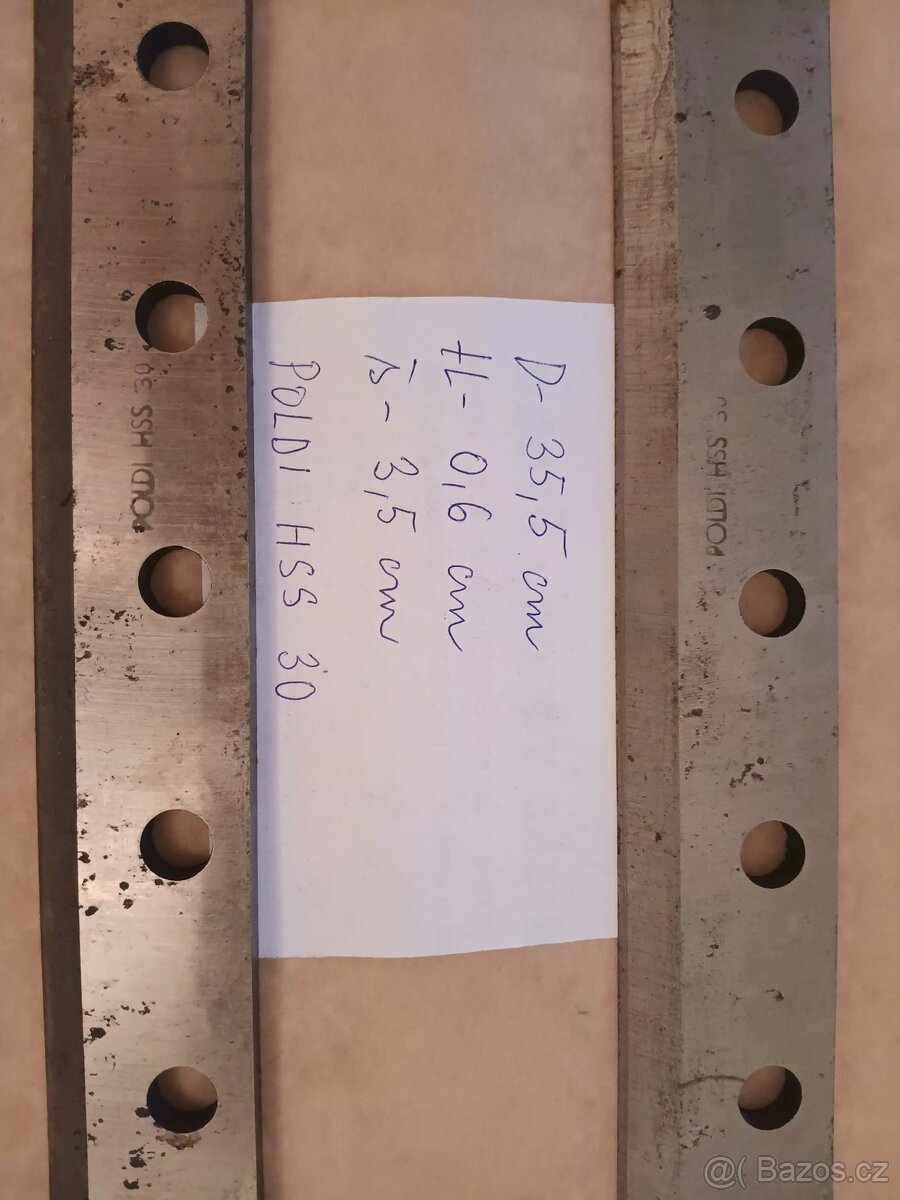 D- 35,5 cm
tl- 0,6 cm
š - 3,5 cm
POLDI HSS 30
POLDI HSS 30
POLDI HSS 30
@( Bazos.cz